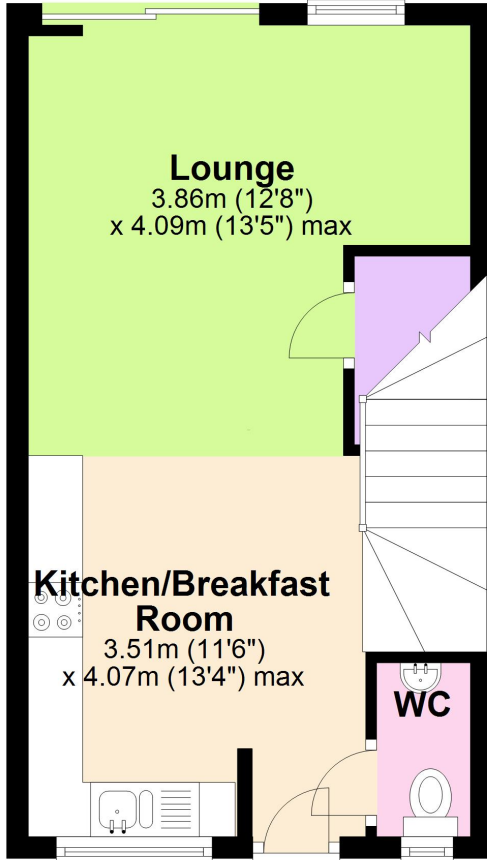 Lounge
3.86m (12'8")
x 4.09m (13'5") max
Kitchen/Breakfast
Room
3.51m (11'6")
x 4.07m (13'4") max
WC